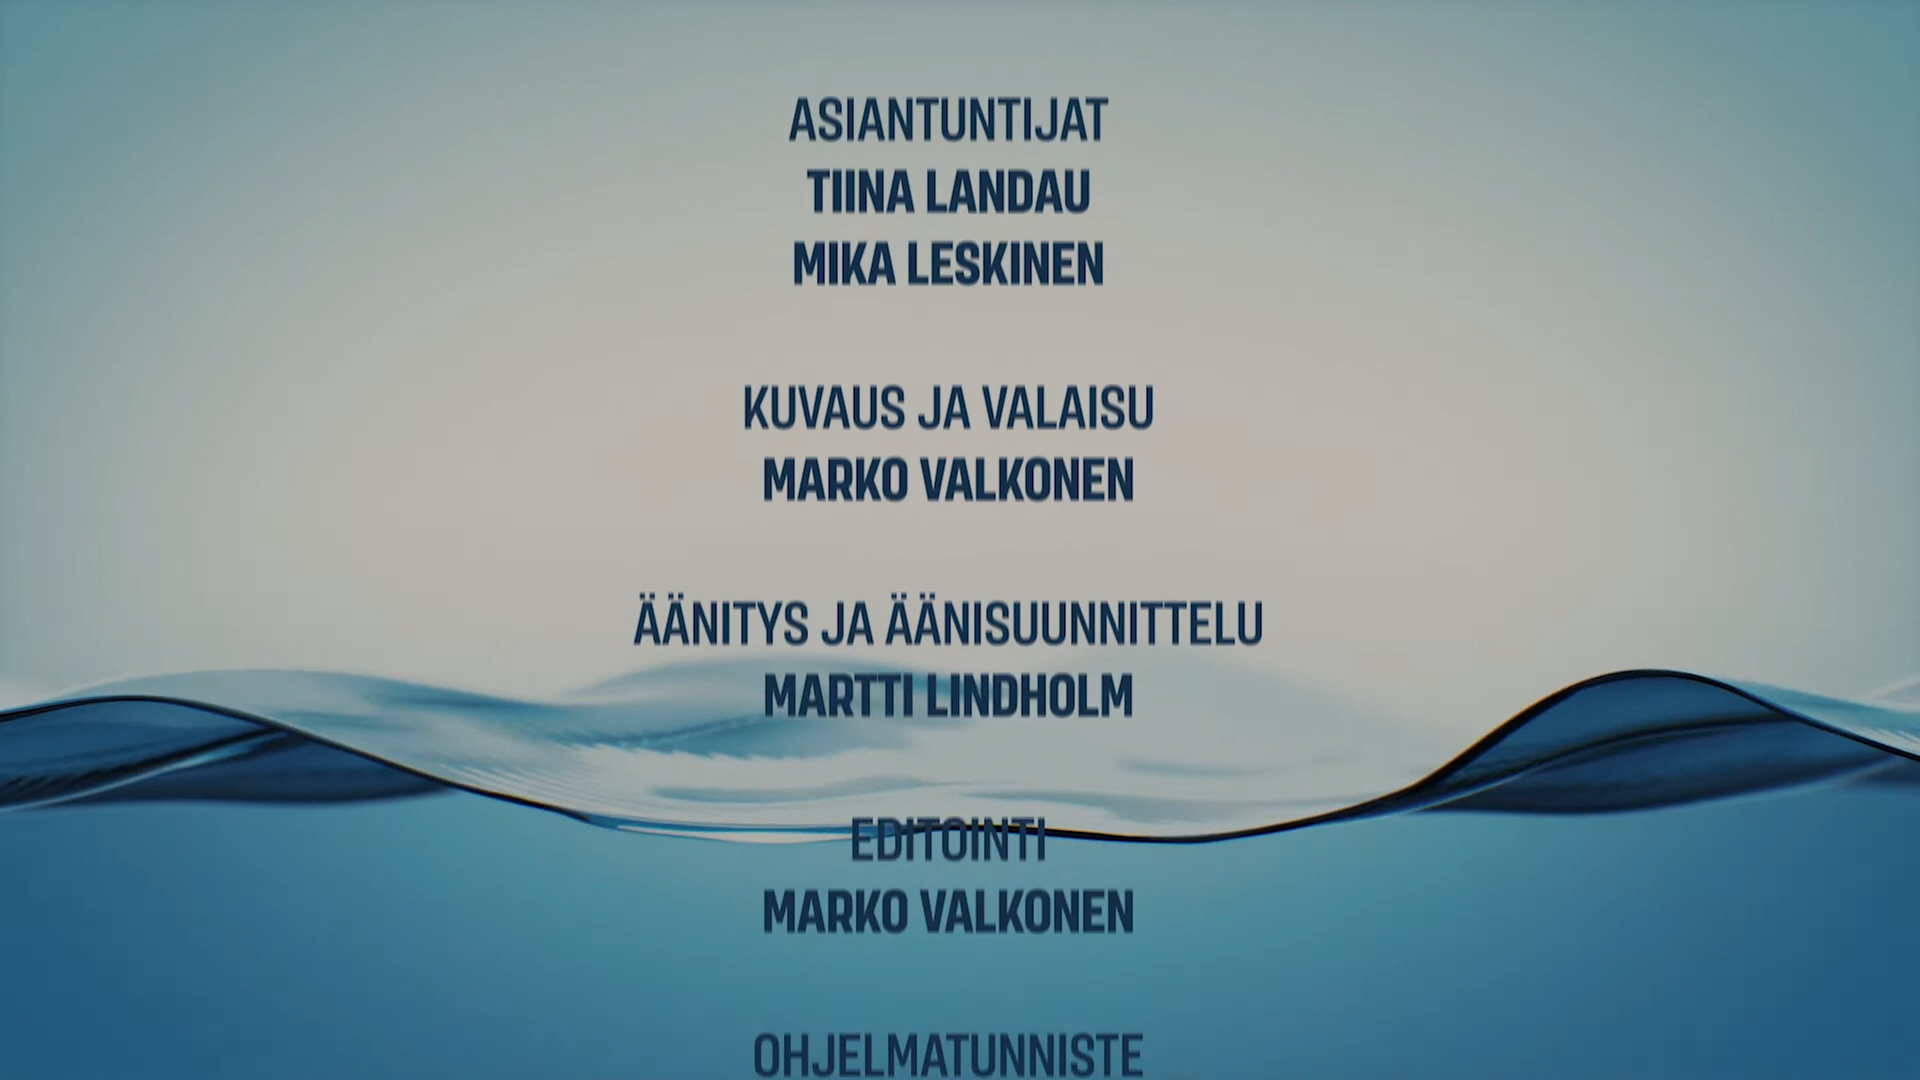 ASIANTUNTIJAT
TIINA LANDAU
MIKA LESKINEN
KUVAUS JA VALAISU
MARKO VALKONEN
ÄÄNITYS JA ÄÄNISUUNNITTELU
MARTTI LINDHOLM
EDITOINTI
MARKO VALKONEN
OHJELMATUNNISTE